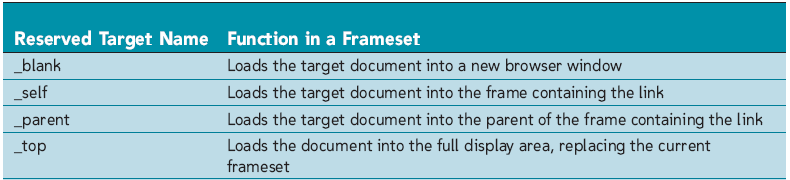 Reserved Target Name Function in a Frameset
_blank Loads the target document into a new browser window
_self Loads the target document into the frame containing the link
_parent Loads the target document into the parent of the frame containing the link
_top Loads the document into the full display area, replacing the current
frameset